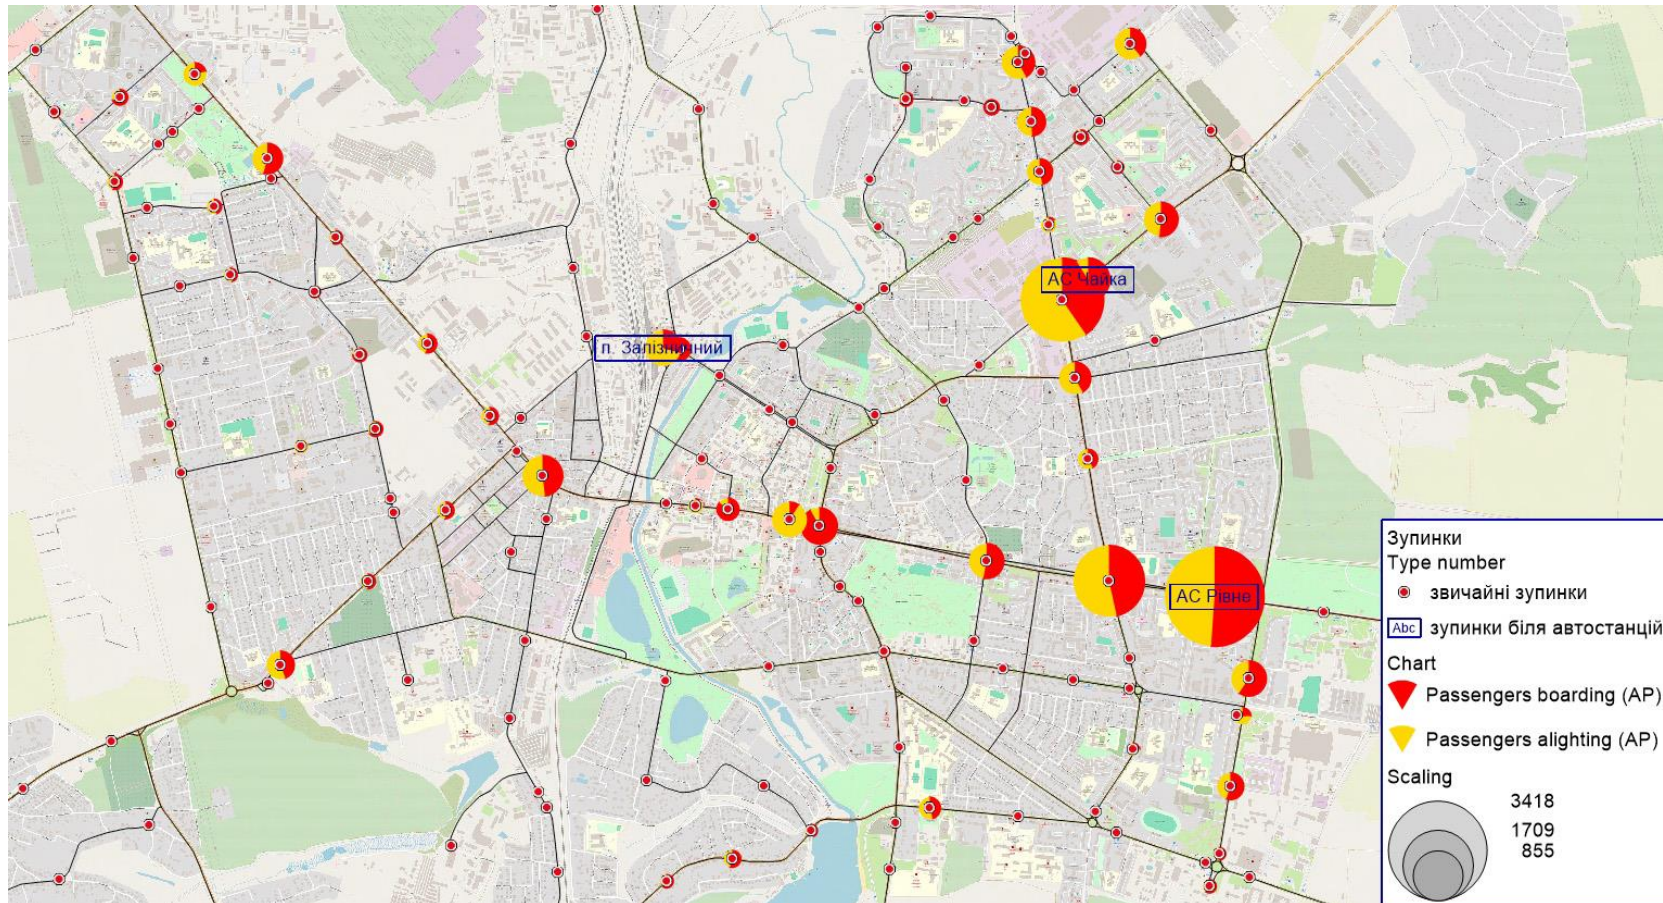 АС Чайка
п. Залізничний
АС Рівне
Зупинки
Type number
звичайні зупинки
Abc зупинки біля автостанцій
Chart
Passengers boarding (AP)
Passengers alighting (AP)
Scaling
3418
1709
855